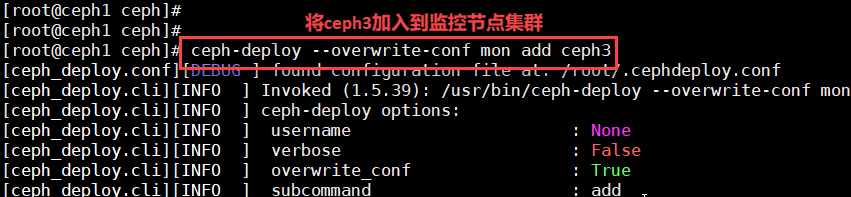 [root@ceph1 ceph]#
[root@ceph1 ceph]#
将ceph3加入到监控节点集群
[root@ceph1 ceph]# ceph-deploy --overwrite-conf mon add ceph3
[ceph_deploy.conf][DEBUG ] found configuration file at: /root/.cephdeploy.conf
[ceph_deploy.cli][INFO  ] Invoked (1.5.39): /usr/bin/ceph-deploy --overwrite-conf mon
[ceph_deploy.cli][INFO  ] ceph-deploy options:
[ceph_deploy.cli][INFO  ]  username                      : None
[ceph_deploy.cli][INFO  ]  verbose                       : False
[ceph_deploy.cli][INFO  ]  overwrite_conf                : True
[ceph_deploy.cli][INFO  ]  subcommand                    : add